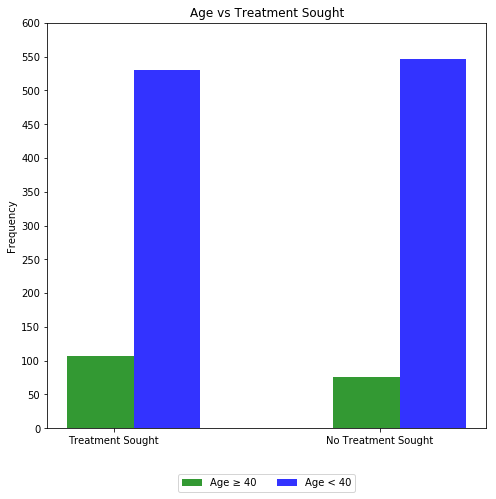 Age vs Treatment Sought
600
550
500
450
400
350
300
250
200
150
100
50
0
Frequency
Treatment Sought
No Treatment Sought
Age ≥ 40
Age < 40